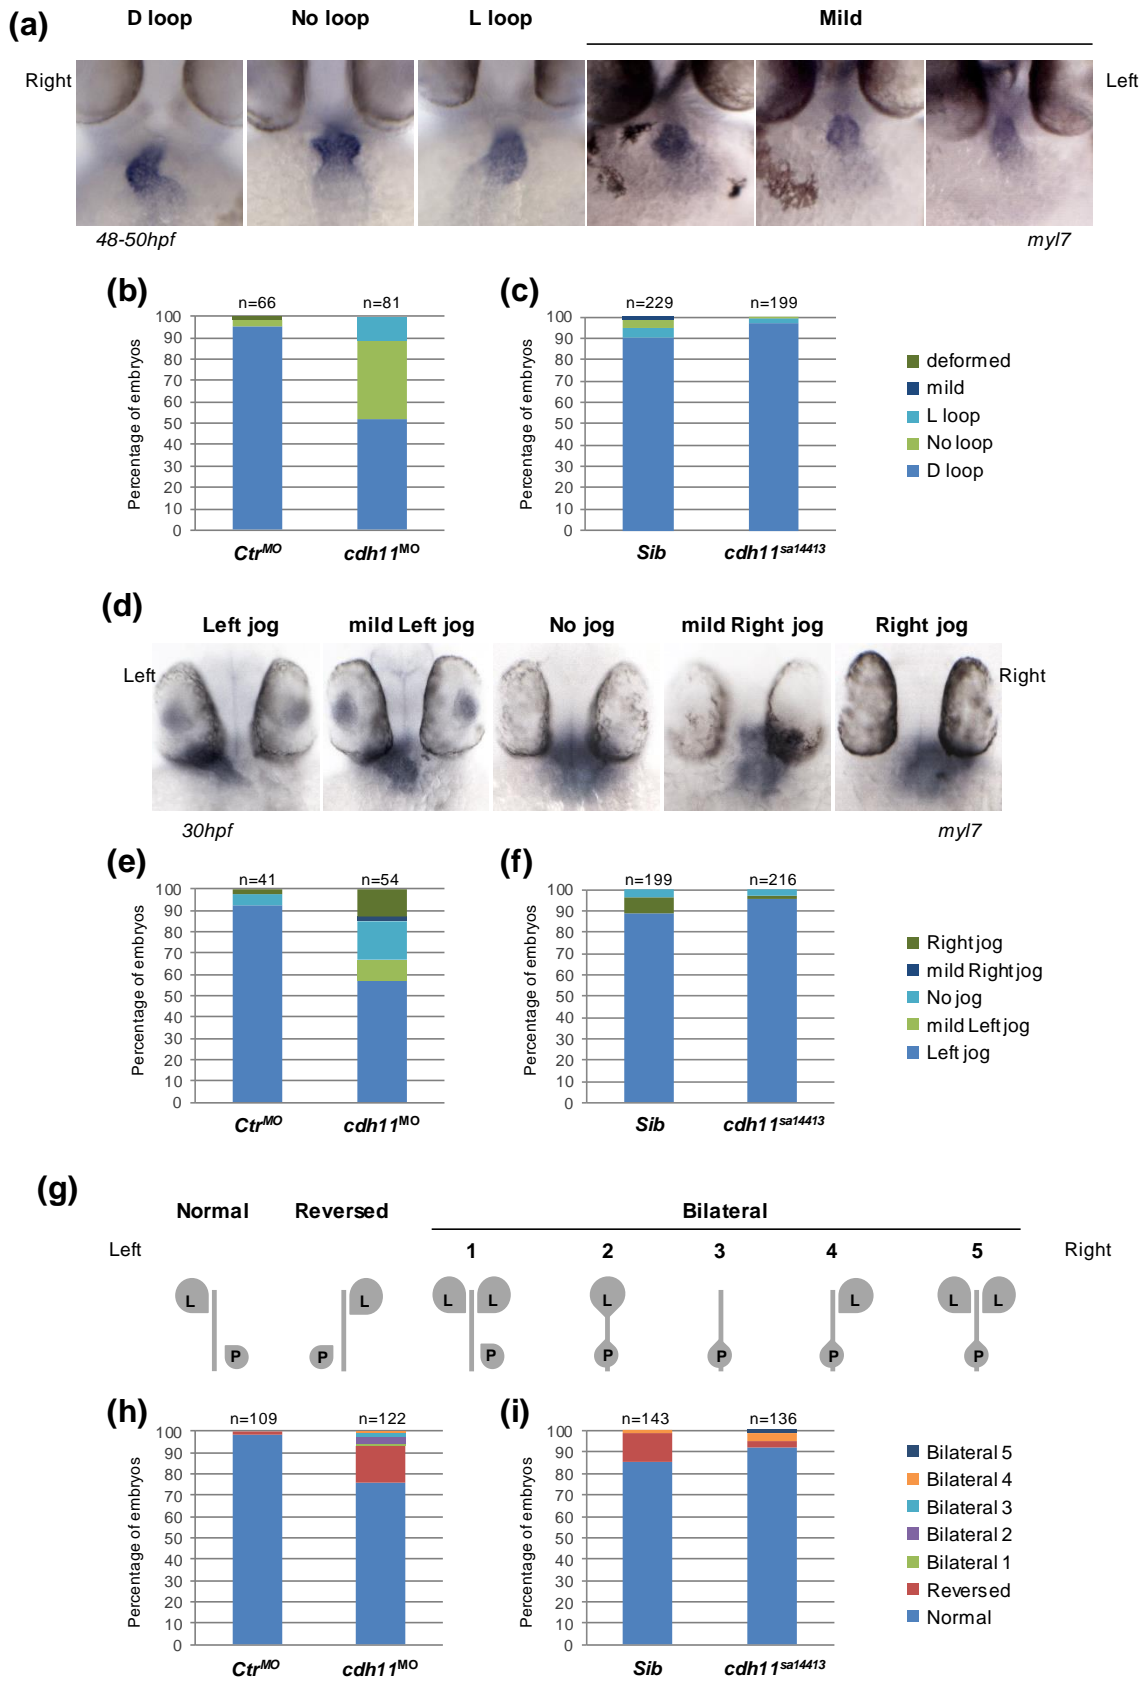 (a)
D loop No loop L loop Mild
Right Left
48-50hpf myl7
(b) (c)
n=66 n=81 n=229 n=199
Percentage of embryos
100
90
80
70
60
50
40
30
20
10
0
Ctr^MO cdh11^MO
Percentage of embryos
100
90
80
70
60
50
40
30
20
10
0
Sib cdh11^sa14413
deformed
mild
L loop
No loop
D loop
(d)
Left jog mild Left jog No jog mild Right jog Right jog
Left Right
30hpf myl7
(e) (f)
n=41 n=54 n=199 n=216
Percentage of embryos
100
90
80
70
60
50
40
30
20
10
0
Ctr^MO cdh11^MO
Percentage of embryos
100
90
80
70
60
50
40
30
20
10
0
Sib cdh11^sa14413
Right jog
mild Right jog
No jog
mild Left jog
Left jog
(g)
Normal Reversed Bilateral
Left 1 2 3 4 5 Right
L L L L L L L L
P P P P P P P
(h) (i)
n=109 n=122 n=143 n=136
Percentage of embryos
100
90
80
70
60
50
40
30
20
10
0
Ctr^MO cdh11^MO
Percentage of embryos
100
90
80
70
60
50
40
30
20
10
0
Sib cdh11^sa14413
Bilateral 5
Bilateral 4
Bilateral 3
Bilateral 2
Bilateral 1
Reversed
Normal